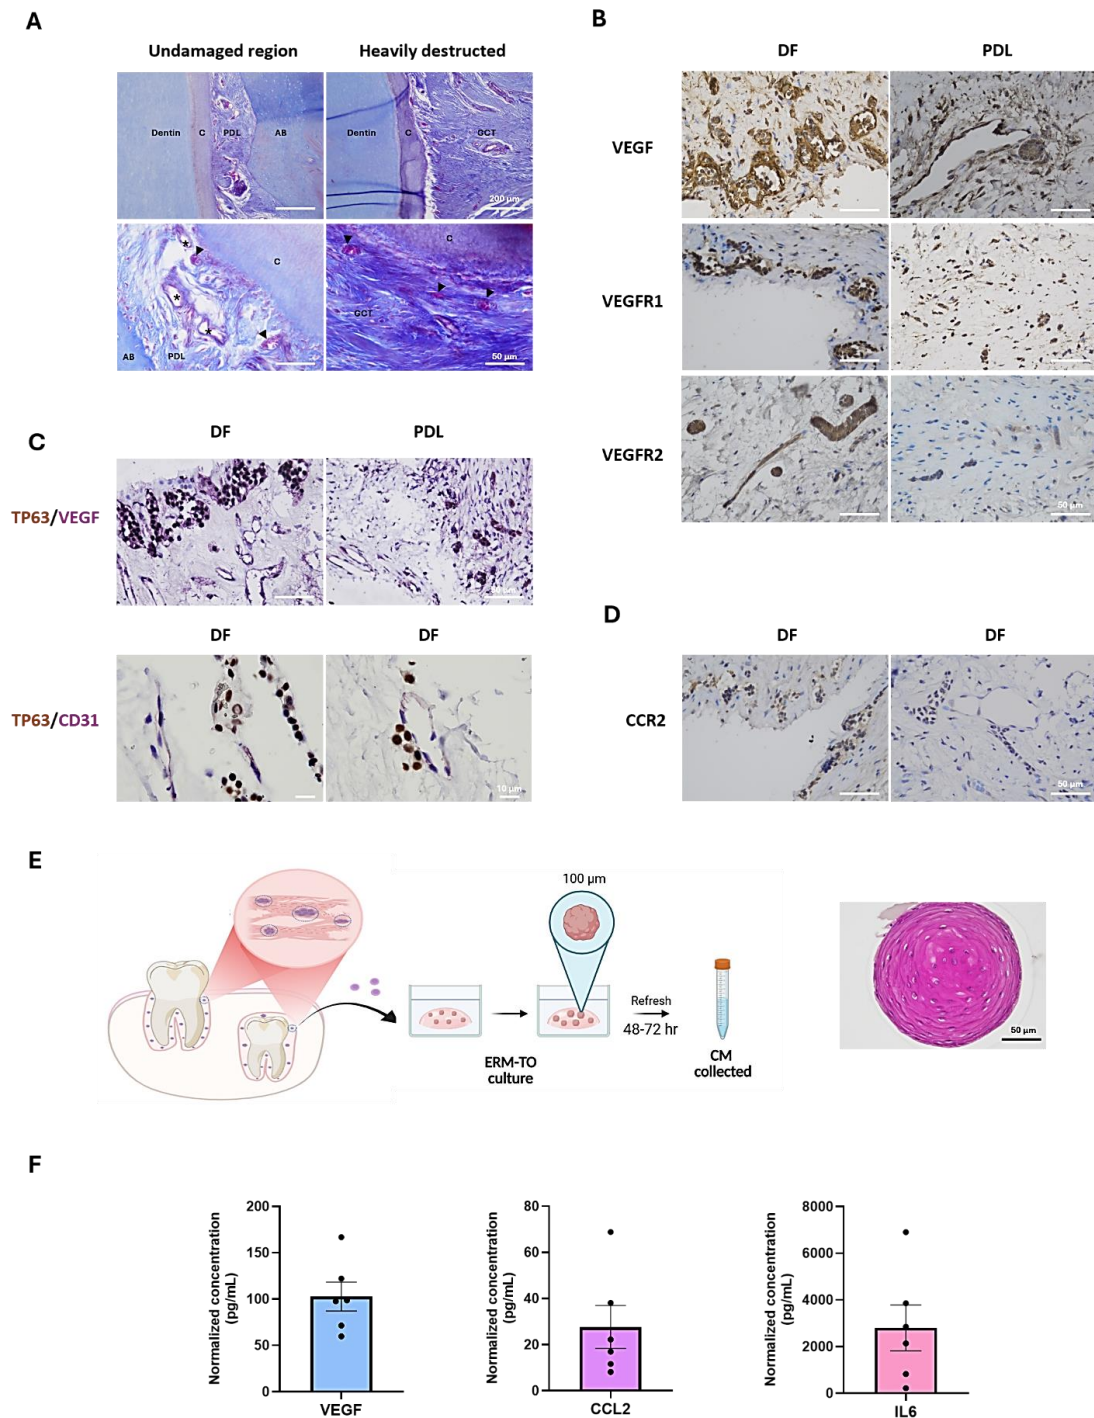 A
Undamaged region
Heavily destructed
Dentin
C
PDL
AB
Dentin
C
GCT
200 µm
C
AB
PDL
C
GCT
50 µm
B
DF
PDL
VEGF
VEGFR1
VEGFR2
50 µm
C
DF
PDL
TP63/VEGF
DF
DF
TP63/CD31
10 µm
D
DF
DF
CCR2
50 µm
E
100 µm
Refresh
48-72 hr
ERM-TO
culture
CM
collected
50 µm
F
Normalized concentration
(pg/mL)
200
150
100
50
0
VEGF
Normalized concentration
(pg/mL)
80
60
40
20
0
CCL2
Normalized concentration
(pg/mL)
8000
6000
4000
2000
0
IL6